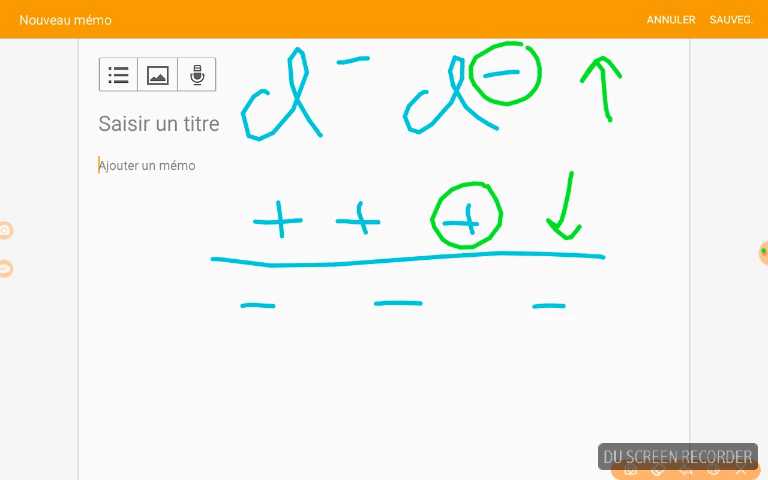 Nouveau mémo ANNULER SAUVEG.
d⁻ d⁻
Saisir un titre
Ajouter un mémo
+ + +
− − −
DU SCREEN RECORDER